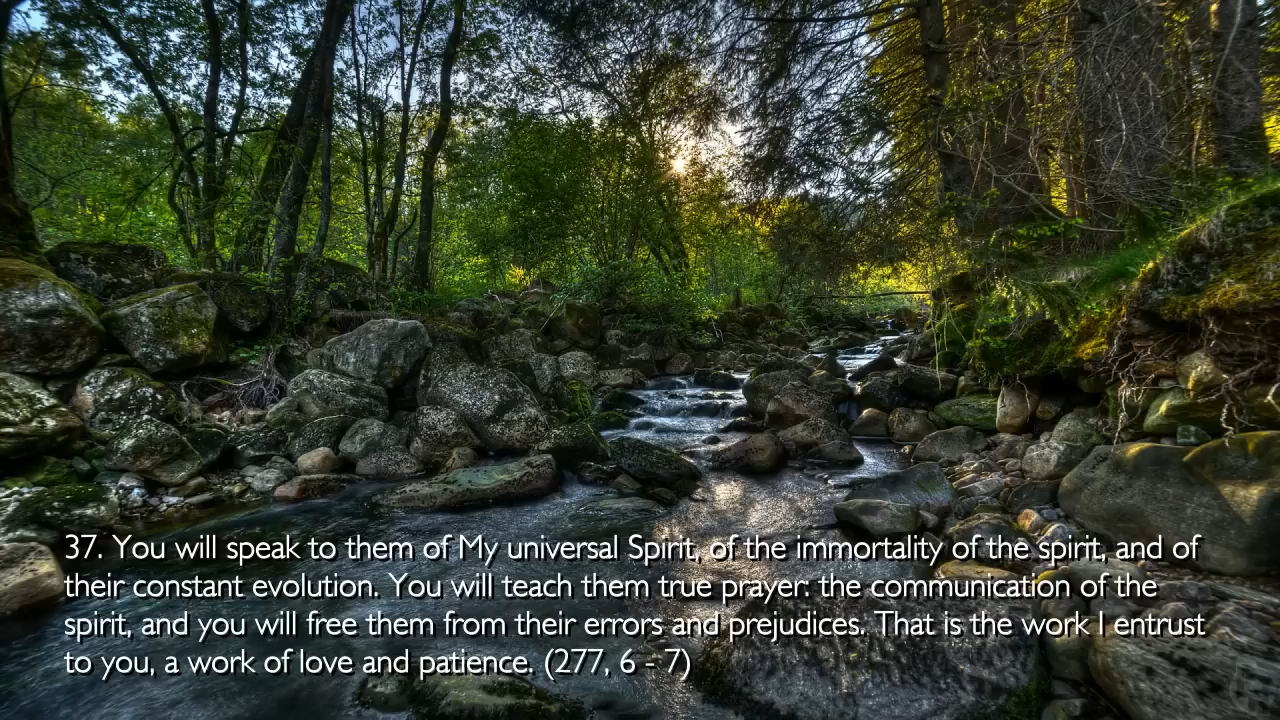 37. You will speak to them of My universal Spirit, of the immortality of the spirit, and of
their constant evolution. You will teach them true prayer: the communication of the
spirit, and you will free them from their errors and prejudices. That is the work I entrust
to you, a work of love and patience. (277, 6 - 7)